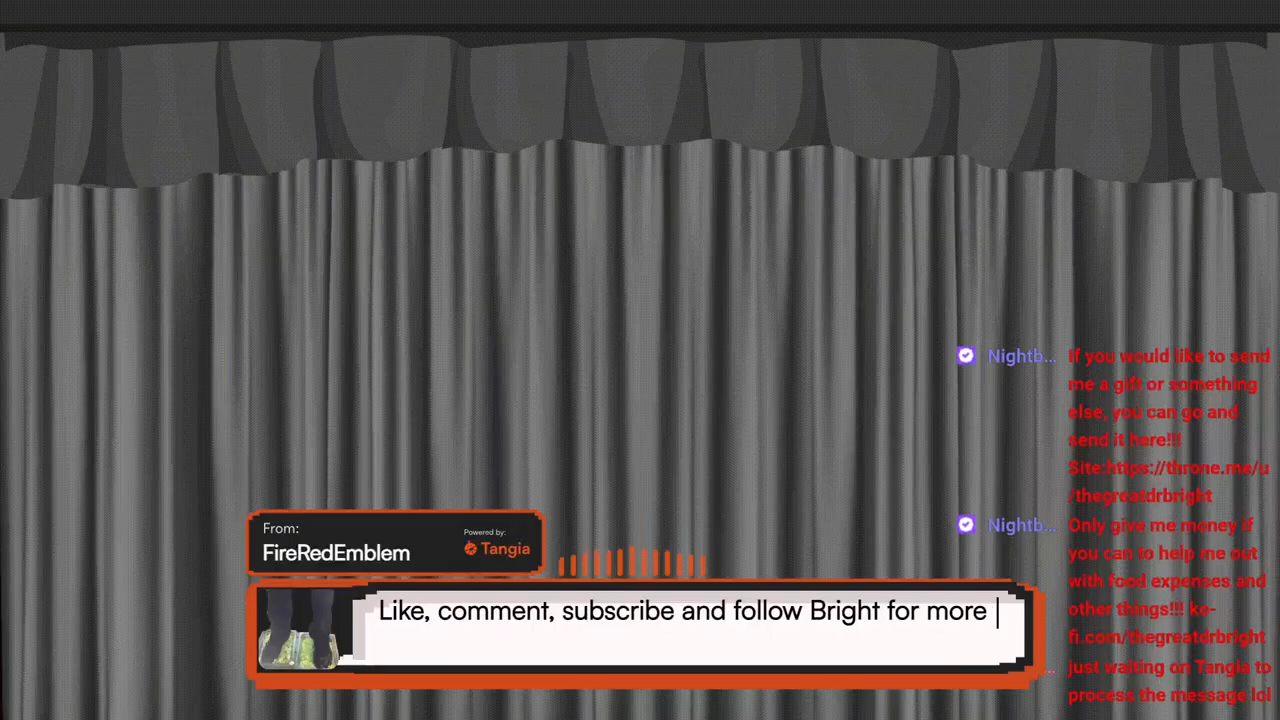 Nightb... If you would like to send
me a gift or something
else, you can go and
send it here!!!
Site:https://throne.me/u
/thegreatdrbright
Nightb... Only give me money if
you can to help me out
with food expenses and
other things!!! ko-
fi.com/thegreatdrbright
just waiting on Tangia to
process the message lol
From:
FireRedEmblem
Powered by:
Tangia
Like, comment, subscribe and follow Bright for more